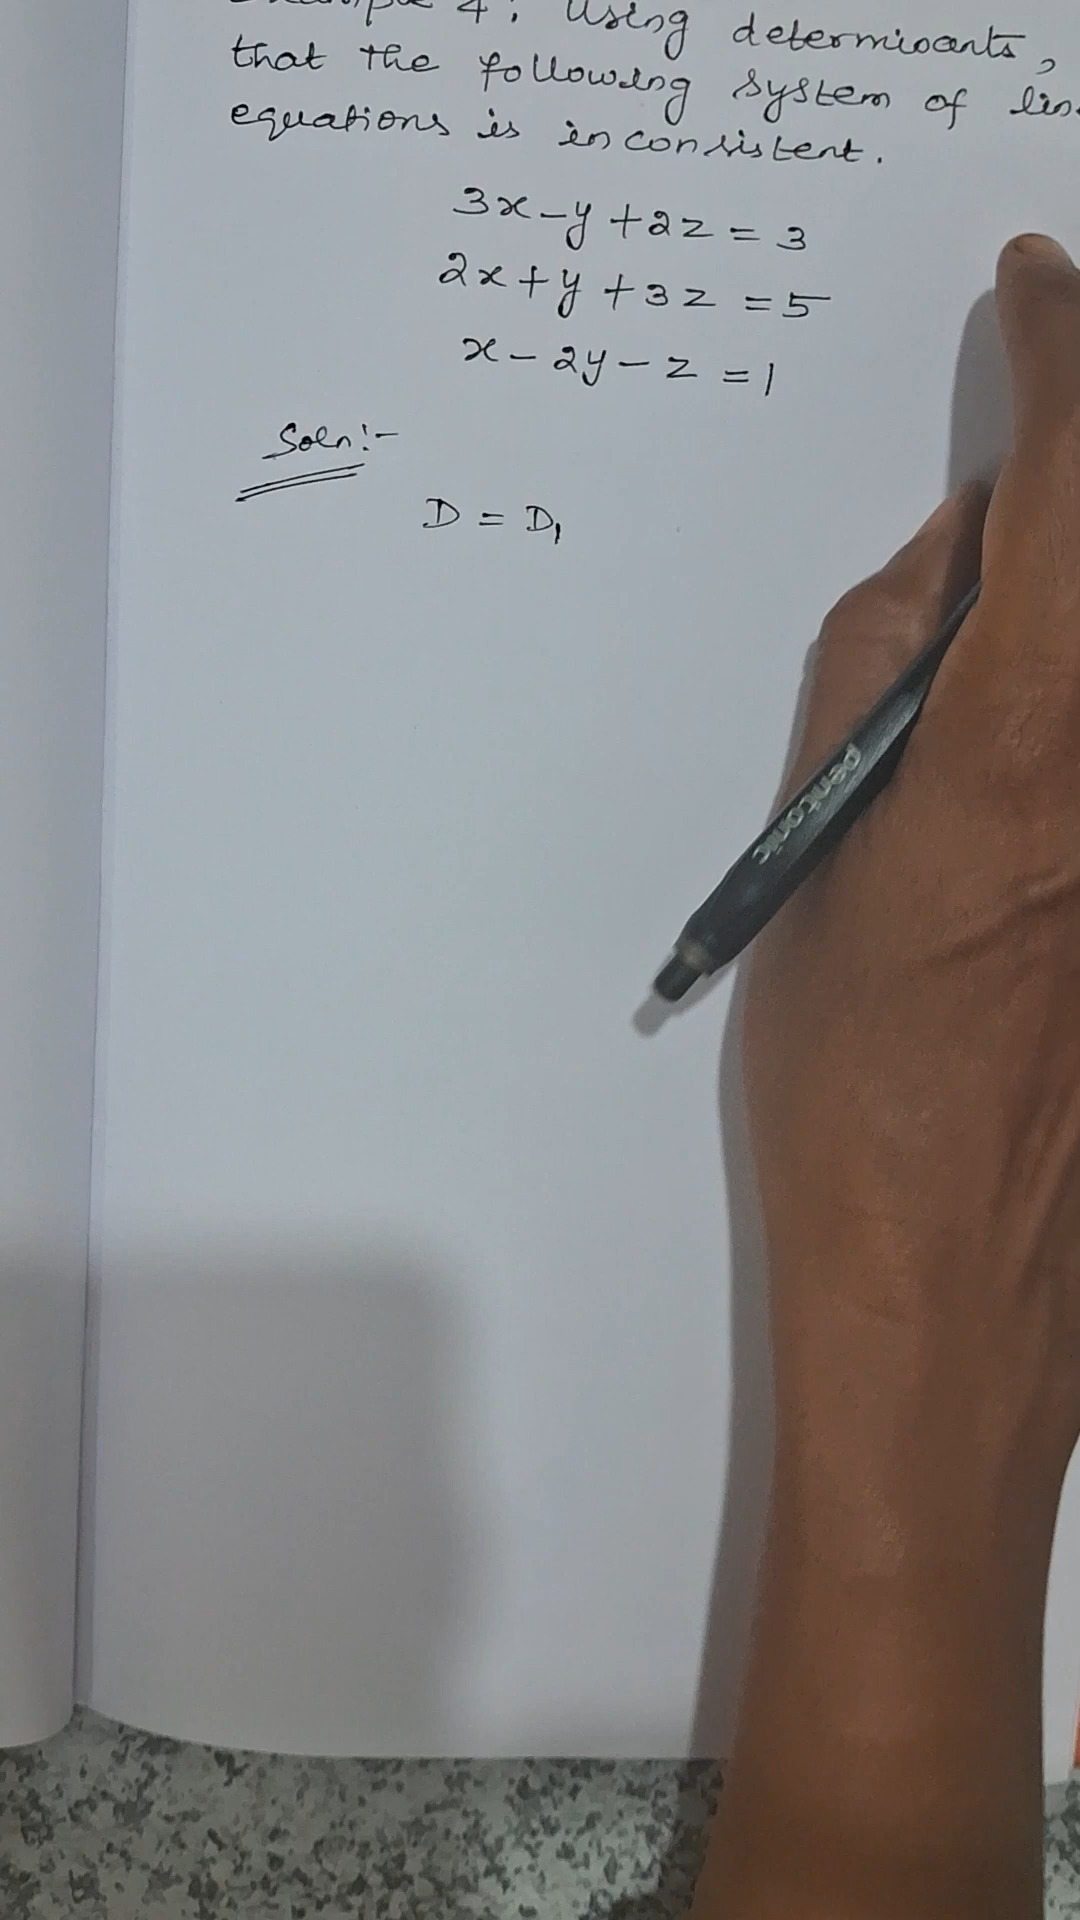 4. Using determinants,
that the following system of
equations is inconsistent.
3x - y + 2z = 3
2x + y + 3z = 5
x - 2y - z = 1
Soln:-
D = D₁
pentonic